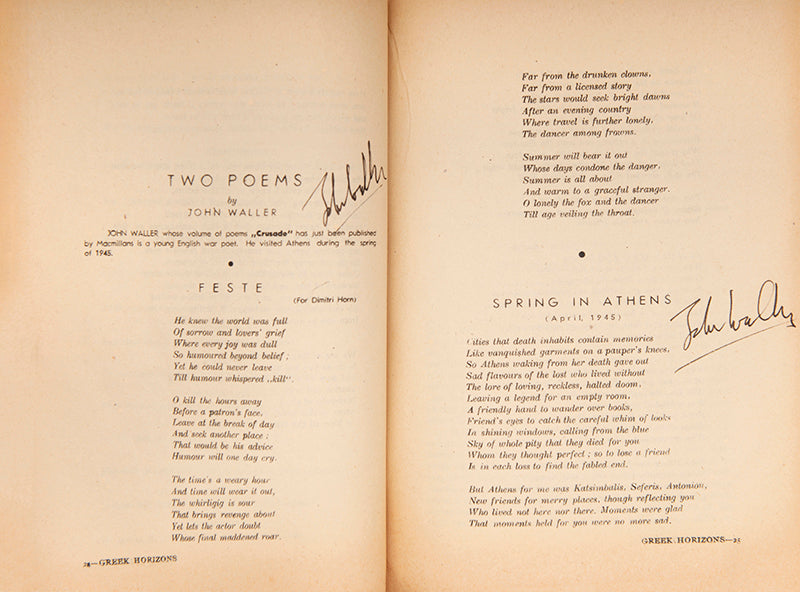 TWO POEMS
by
JOHN WALLER
John Waller
JOHN WALLER whose volume of poems „Crusade“ has just been published
by Macmillans is a young English war poet. He visited Athens during the spring
of 1945.
FESTE
(For Dimitri Horn)
He knew the world was full
Of sorrow and lovers' grief
Where every joy was dull
So humoured beyond belief ;
Yet he could never leave
Till humour whispered „kill“.
O kill the hours away
Before a patron's face,
Leave at the break of day
And seek another place ;
That would be his advice
Humour will one day cry.
The time's a weary hour
And time will wear it out,
The whirligig is sour
That brings revenge about
Yet lets the actor doubt
Whose final maddened roar.
24—GREEK HORIZONS
Far from the drunken clowns,
Far from a licensed story
The stars would seek bright dawns
After an evening country
Where travel is further lonely,
The dancer among frowns.
Summer will bear it out
Whose days condone the danger,
Summer is all about
And warm to a graceful stranger.
O lonely the fox and the dancer
Till age veiling the throat.
SPRING IN ATHENS
(April, 1945)
John Waller
Cities that death inhabits contain memories
Like vanquished garments on a pauper's knees,
So Athens waking from her death gave out
Sad flavours of the lost who lived without
The lore of loving, reckless, halted doom,
Leaving a legend for an empty room,
A friendly hand to wander over books,
Friend's eyes to catch the careful whim of looks
In shining windows, calling from the blue
Sky of whole pity that they died for you
Whom they thought perfect ; so to lose a friend
Is in each loss to find the fabled end.
But Athens for me was Katsimbalis, Seferis, Antoniou,
New friends for merry places, though reflecting you
Who lived not here nor there. Moments were glad
That moments held for you were no more sad.
GREEK HORIZONS—25